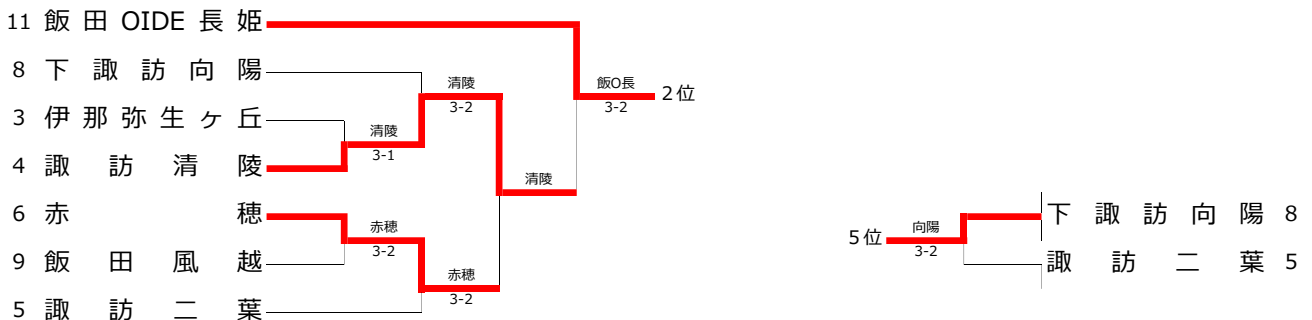 11 飯田OIDE長姫
8 下諏訪向陽
清陵
飯O長
3-2
3-2
2位
3 伊那弥生ヶ丘
清陵
3-1
4 諏訪清陵
清陵
6 赤穂
赤穂
3-2
9 飯田風越
赤穂
3-2
5 諏訪二葉
下諏訪向陽 8
5位
向陽
3-2
諏訪二葉 5